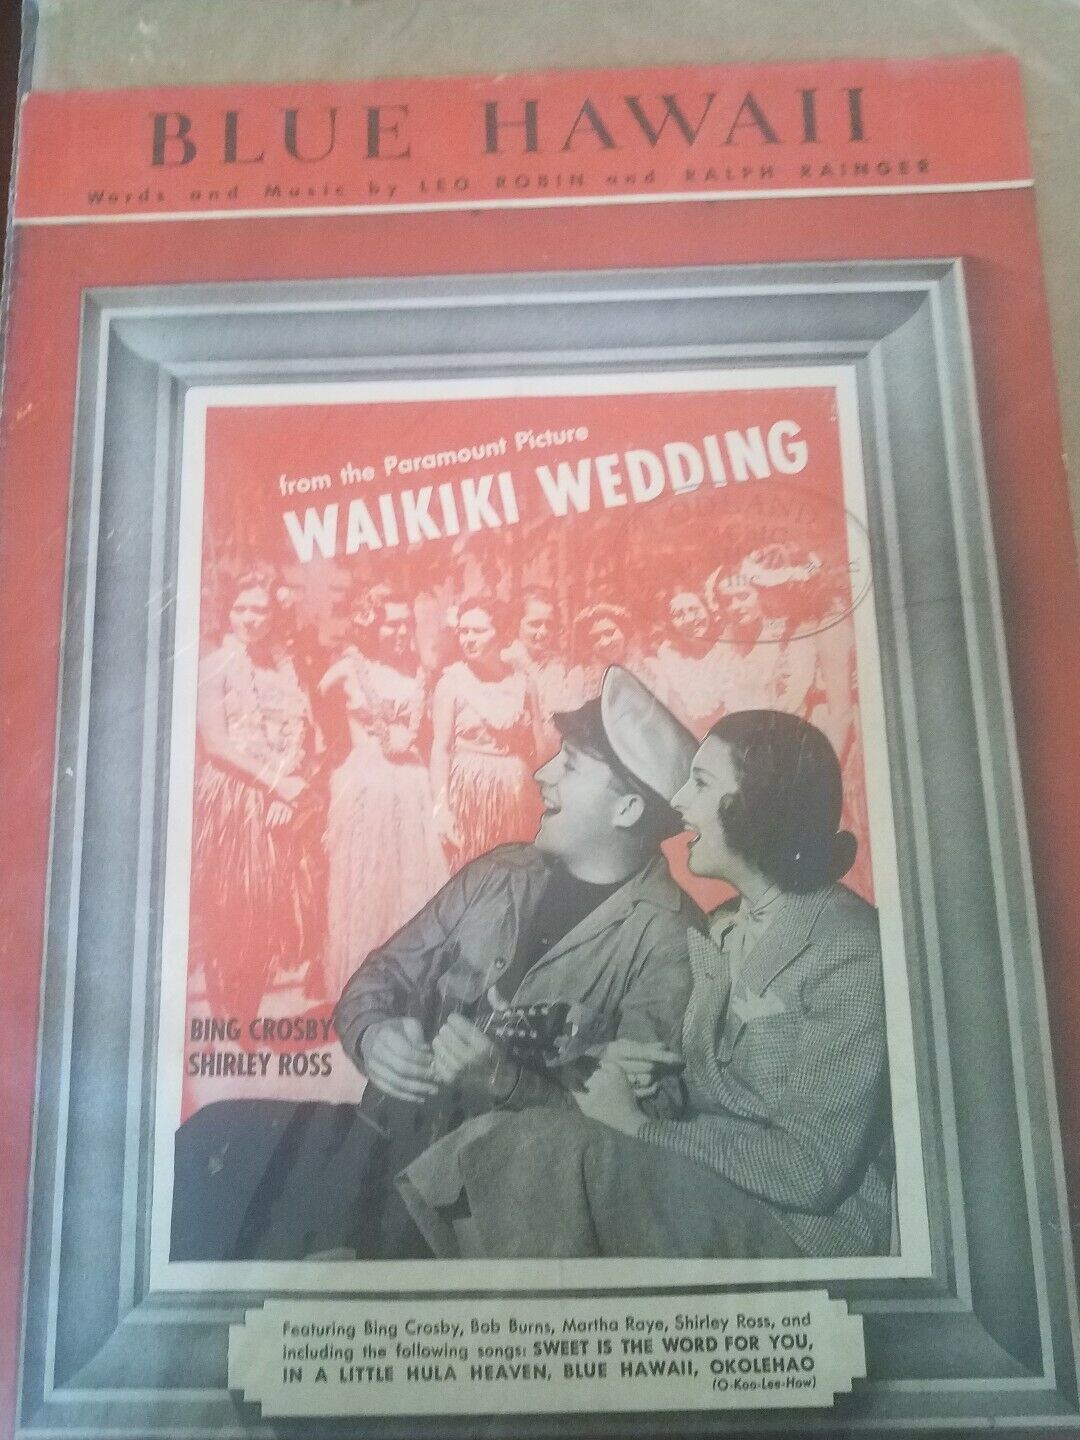 BLUE HAWAII
Words and Music by LEO ROBIN and RALPH RAINGER
from the Paramount Picture
WAIKIKI WEDDING
BING CROSBY
SHIRLEY ROSS
Featuring Bing Crosby, Bob Burns, Martha Raye, Shirley Ross, and
including the following songs: SWEET IS THE WORD FOR YOU,
IN A LITTLE HULA HEAVEN, BLUE HAWAII, OKOLEHAO
(O-Koo-Lee-How)